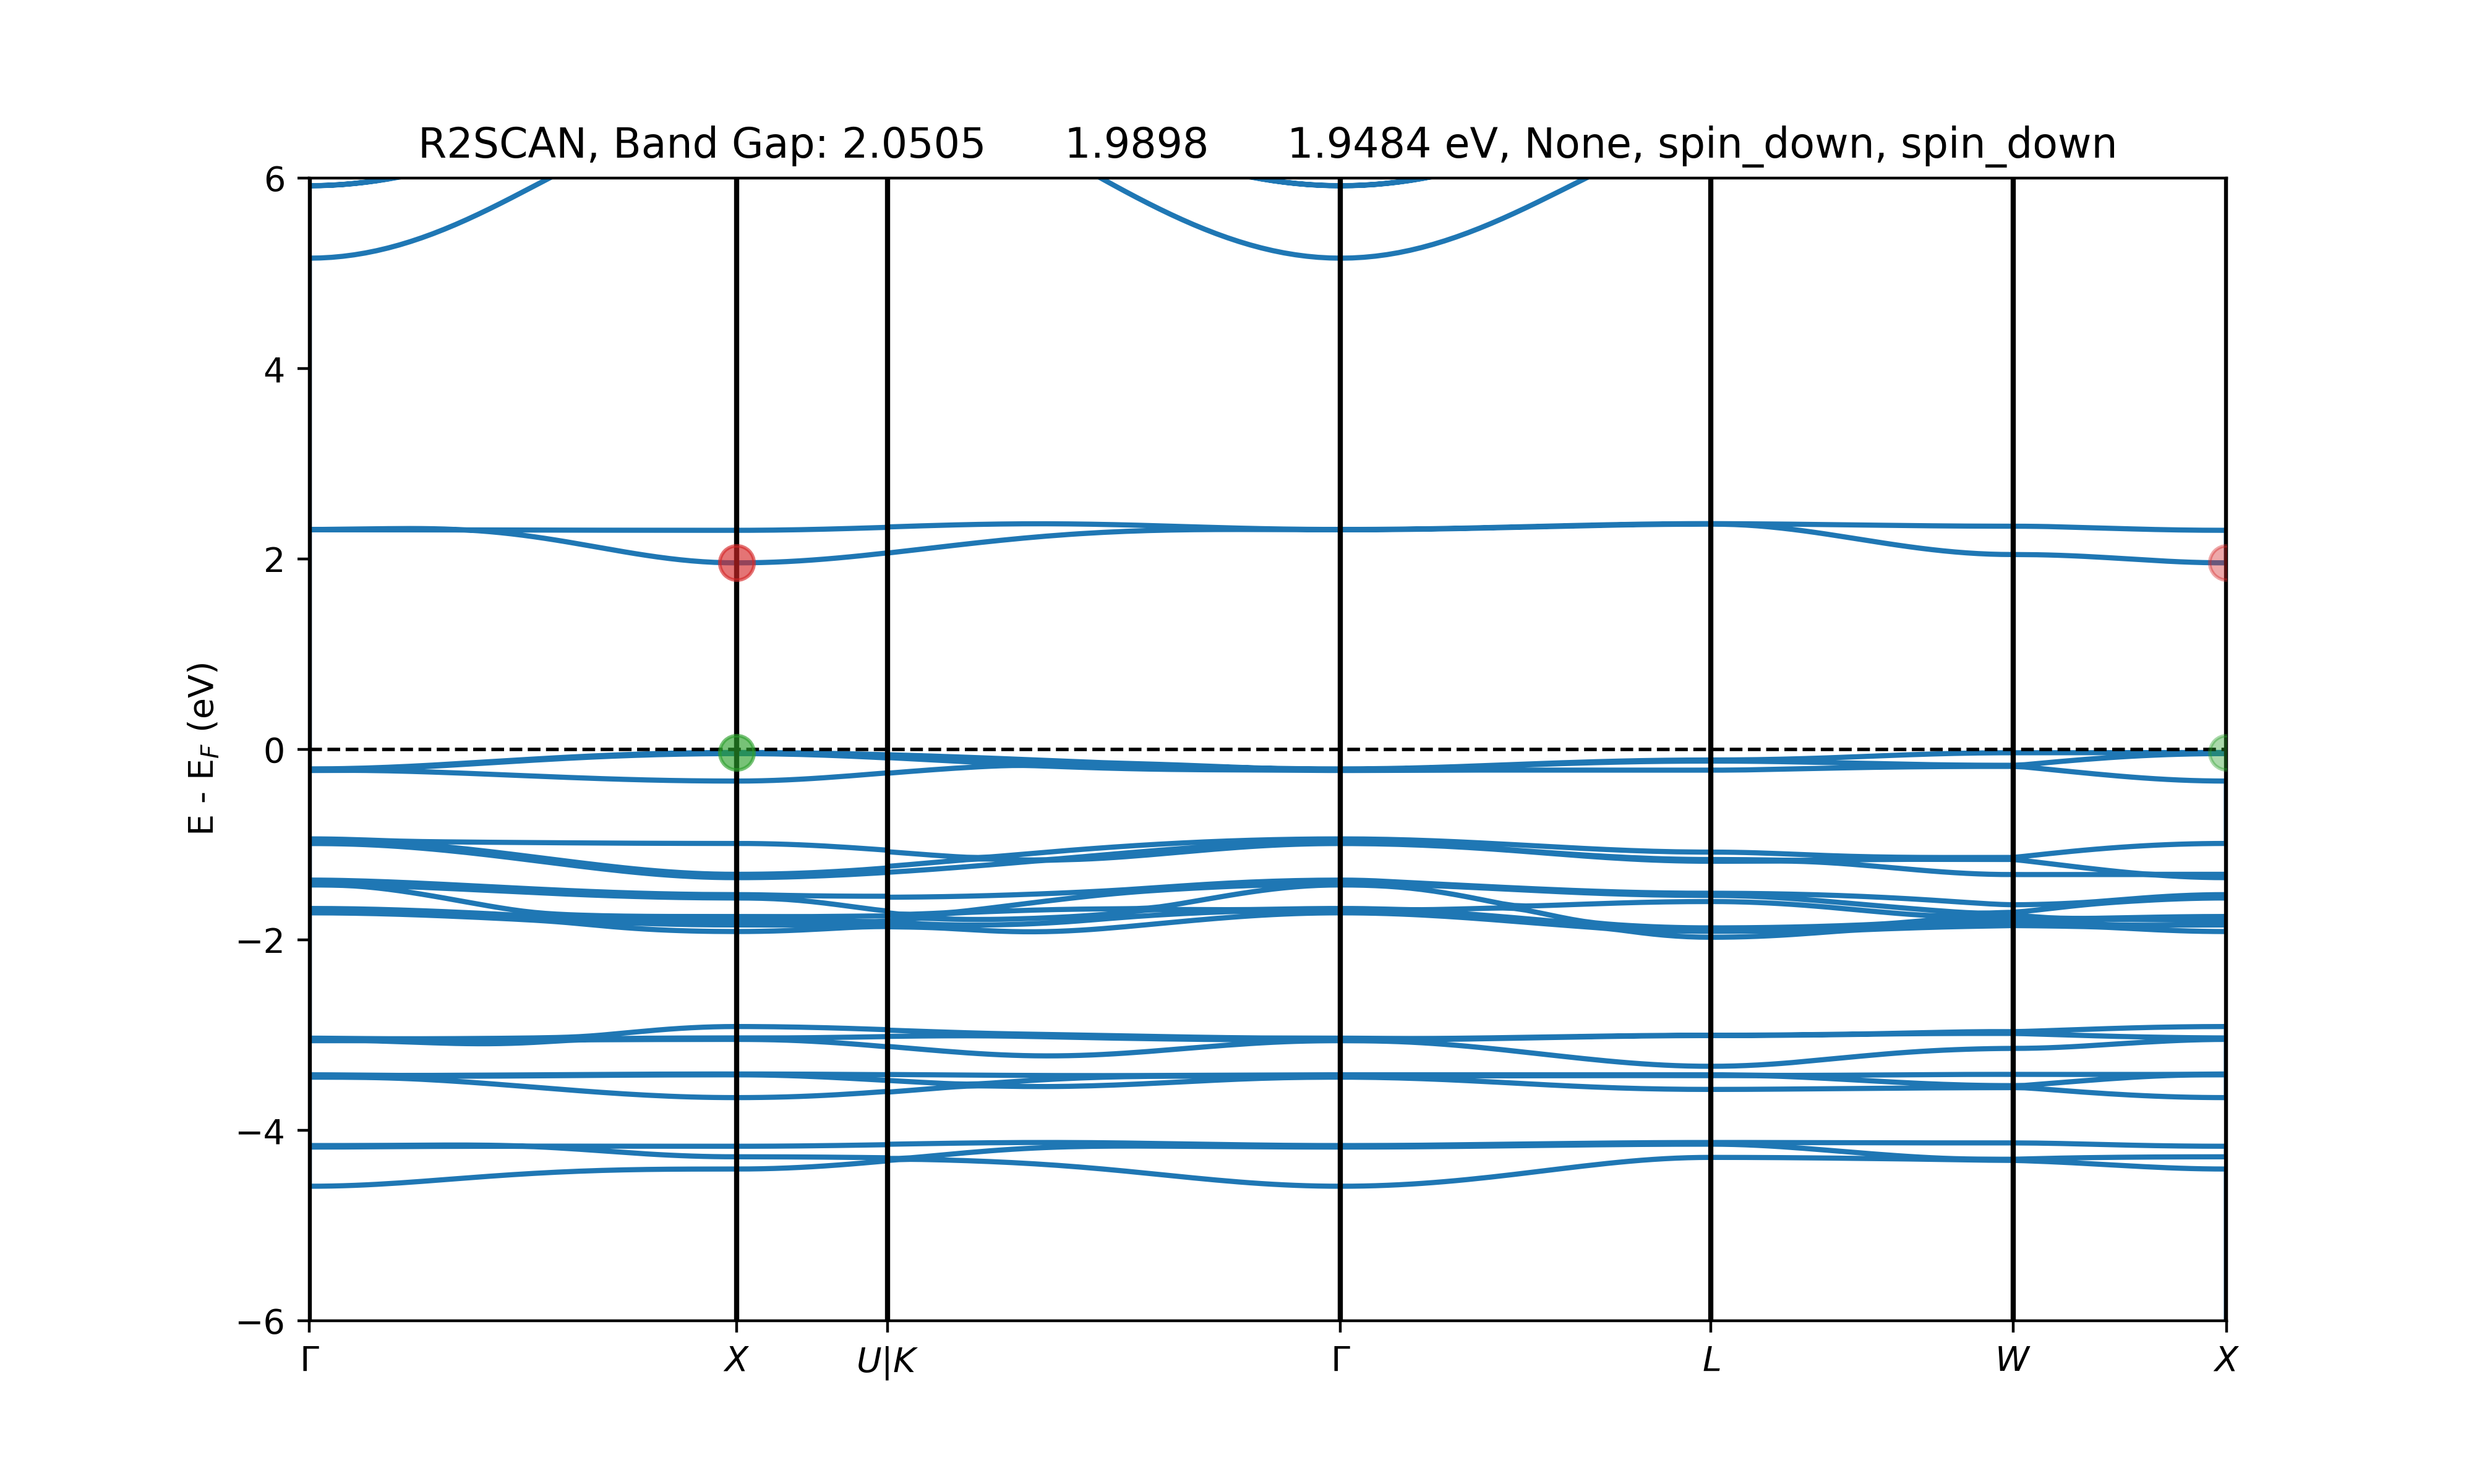 R2SCAN, Band Gap: 2.0505 1.9898 1.9484 eV, None, spin_down, spin_down
6
4
2
0
−2
−4
−6
E - E_F (eV)
Γ X U|K Γ L W X